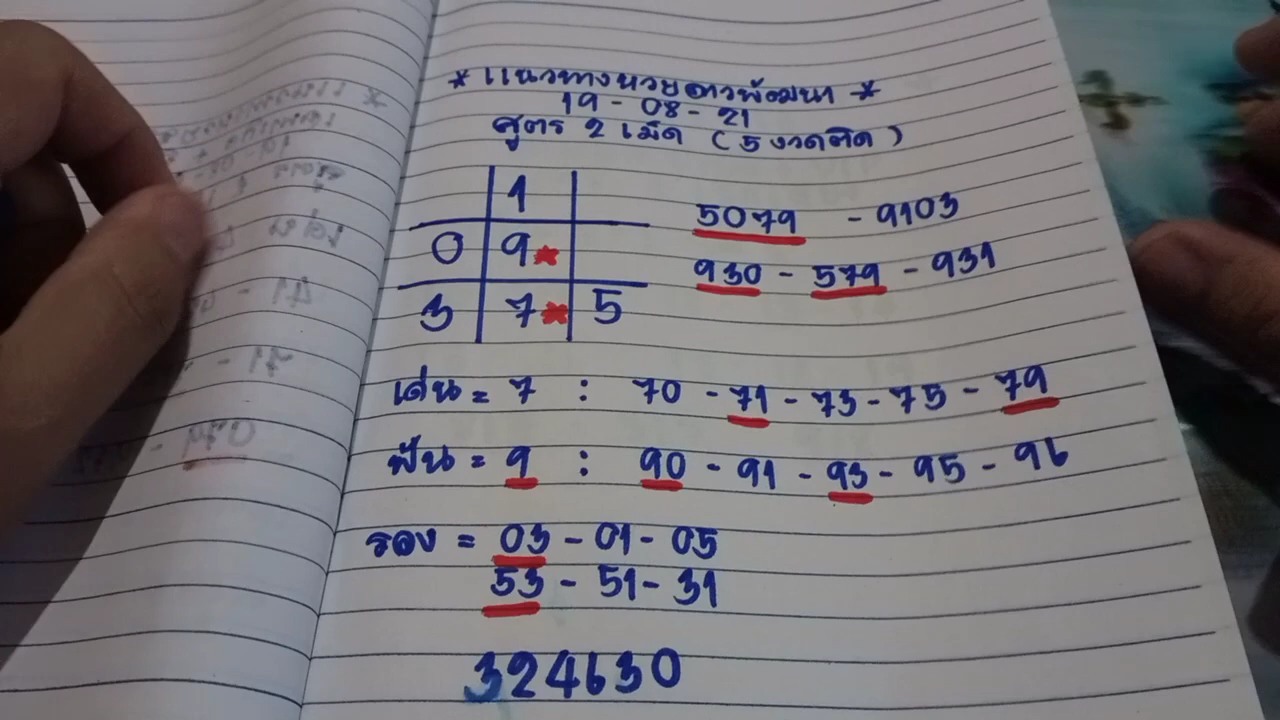 * แนวทางหวยลาวพัฒนา *
19 - 08 - 21
สูตร 2 เม็ด ( 5 งวดติด )
1
0 9*
3 7* 5
5079 - 9103
930 - 579 - 931
เด่น = 7 : 70 - 71 - 73 - 75 - 79
ฟัน = 9 : 90 - 91 - 93 - 95 - 96
รอง = 03 - 01 - 05
53 - 51 - 31
324630